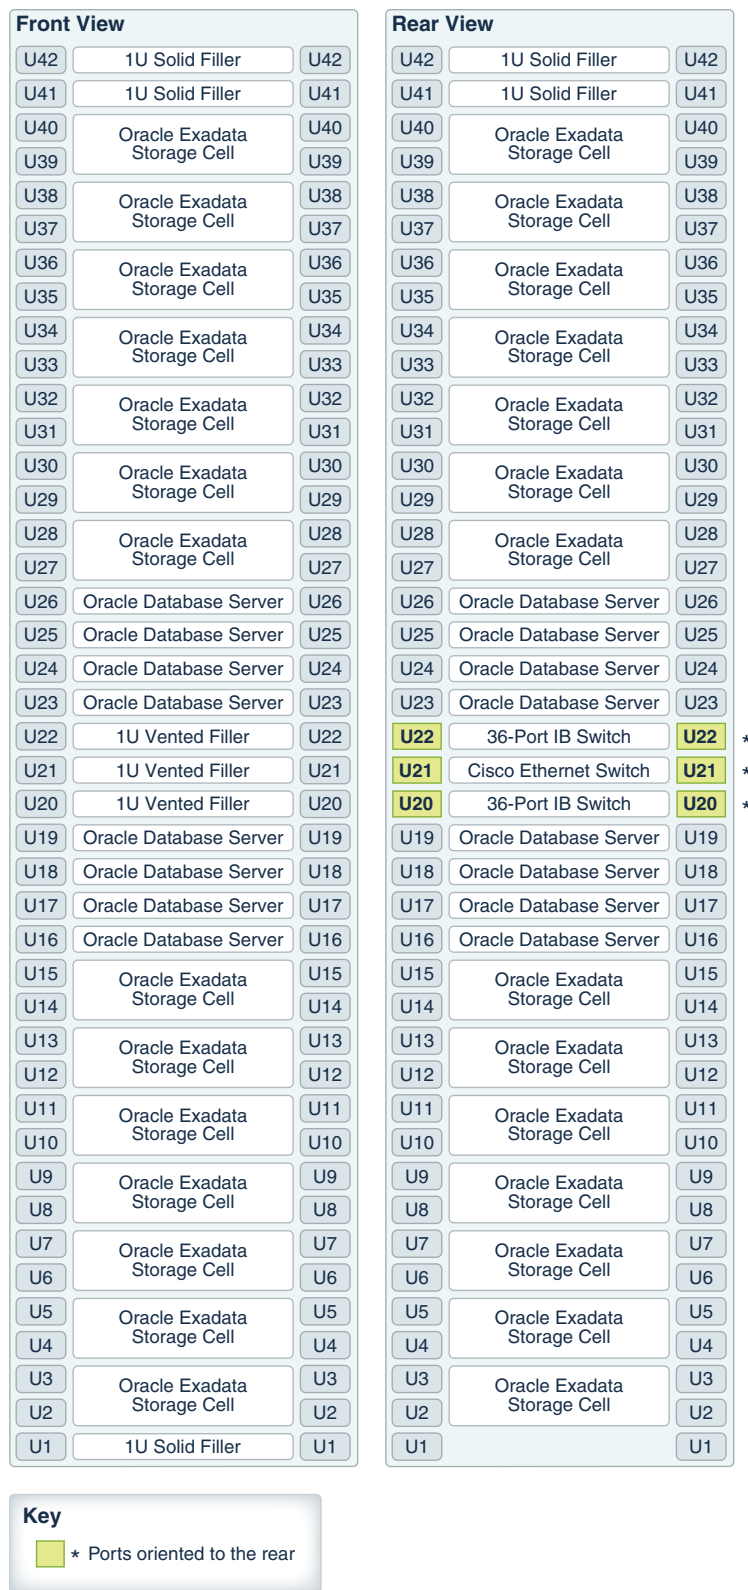 Front View
U42 1U Solid Filler U42
U41 1U Solid Filler U41
U40 Oracle Exadata U40
U39 Storage Cell U39
U38 Oracle Exadata U38
U37 Storage Cell U37
U36 Oracle Exadata U36
U35 Storage Cell U35
U34 Oracle Exadata U34
U33 Storage Cell U33
U32 Oracle Exadata U32
U31 Storage Cell U31
U30 Oracle Exadata U30
U29 Storage Cell U29
U28 Oracle Exadata U28
U27 Storage Cell U27
U26 Oracle Database Server U26
U25 Oracle Database Server U25
U24 Oracle Database Server U24
U23 Oracle Database Server U23
U22 1U Vented Filler U22
U21 1U Vented Filler U21
U20 1U Vented Filler U20
U19 Oracle Database Server U19
U18 Oracle Database Server U18
U17 Oracle Database Server U17
U16 Oracle Database Server U16
U15 Oracle Exadata U15
U14 Storage Cell U14
U13 Oracle Exadata U13
U12 Storage Cell U12
U11 Oracle Exadata U11
U10 Storage Cell U10
U9 Oracle Exadata U9
U8 Storage Cell U8
U7 Oracle Exadata U7
U6 Storage Cell U6
U5 Oracle Exadata U5
U4 Storage Cell U4
U3 Oracle Exadata U3
U2 Storage Cell U2
U1 1U Solid Filler U1
Rear View
U42 1U Solid Filler U42
U41 1U Solid Filler U41
U40 Oracle Exadata U40
U39 Storage Cell U39
U38 Oracle Exadata U38
U37 Storage Cell U37
U36 Oracle Exadata U36
U35 Storage Cell U35
U34 Oracle Exadata U34
U33 Storage Cell U33
U32 Oracle Exadata U32
U31 Storage Cell U31
U30 Oracle Exadata U30
U29 Storage Cell U29
U28 Oracle Exadata U28
U27 Storage Cell U27
U26 Oracle Database Server U26
U25 Oracle Database Server U25
U24 Oracle Database Server U24
U23 Oracle Database Server U23
U22 36-Port IB Switch U22 *
U21 Cisco Ethernet Switch U21 *
U20 36-Port IB Switch U20 *
U19 Oracle Database Server U19
U18 Oracle Database Server U18
U17 Oracle Database Server U17
U16 Oracle Database Server U16
U15 Oracle Exadata U15
U14 Storage Cell U14
U13 Oracle Exadata U13
U12 Storage Cell U12
U11 Oracle Exadata U11
U10 Storage Cell U10
U9 Oracle Exadata U9
U8 Storage Cell U8
U7 Oracle Exadata U7
U6 Storage Cell U6
U5 Oracle Exadata U5
U4 Storage Cell U4
U3 Oracle Exadata U3
U2 Storage Cell U2
U1 U1
Key
* Ports oriented to the rear